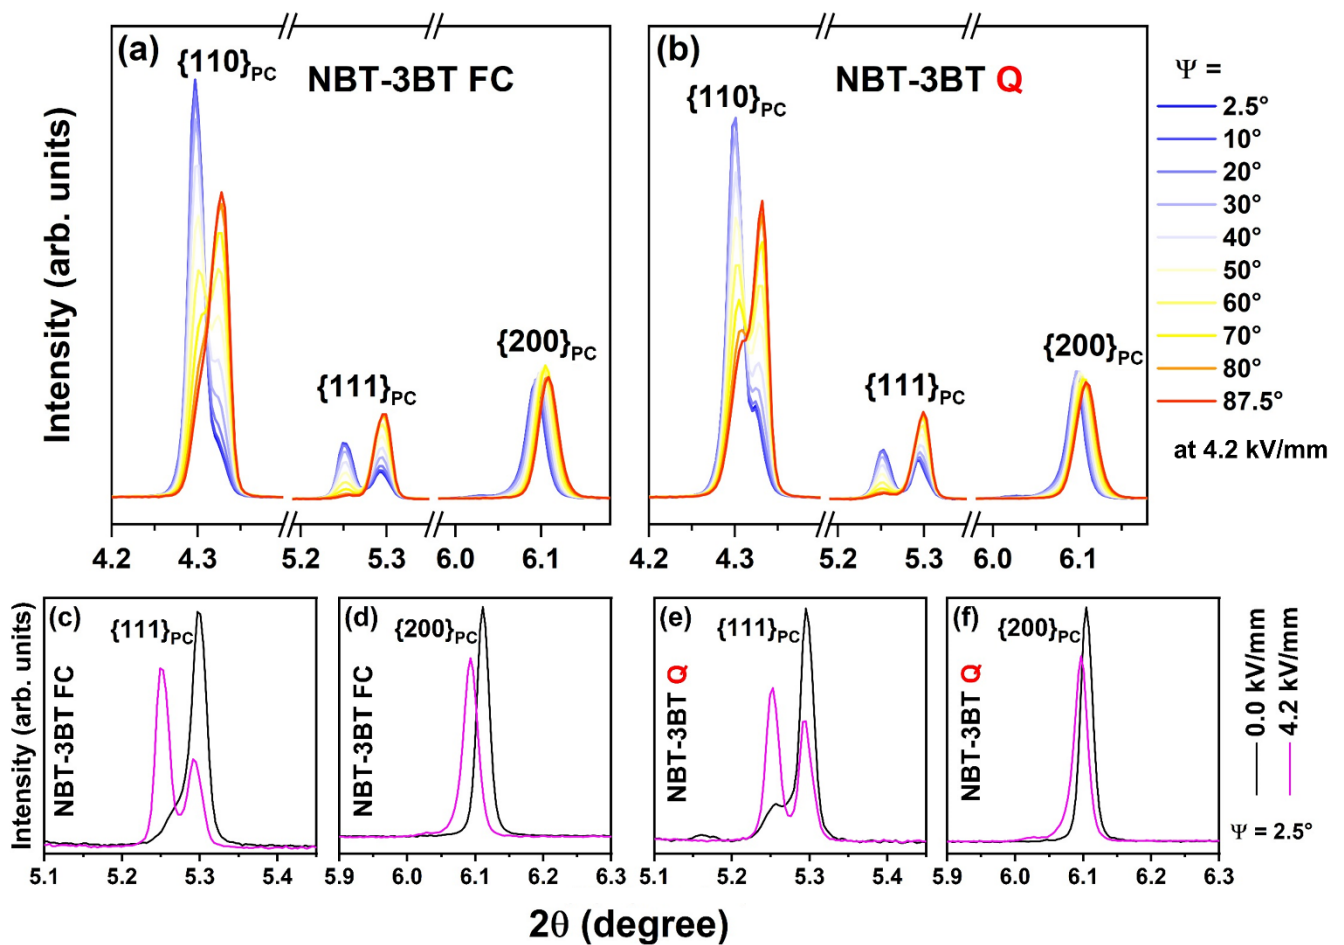 (a)
{110}PC
NBT-3BT FC
{111}PC
{200}PC
4.2 4.3 5.2 5.3 6.0 6.1
Intensity (arb. units)
(b)
{110}PC
NBT-3BT Q
{111}PC
{200}PC
4.2 4.3 5.2 5.3 6.0 6.1
Ψ =
2.5°
10°
20°
30°
40°
50°
60°
70°
80°
87.5°
at 4.2 kV/mm
Intensity (arb. units)
(c)
{111}PC
NBT-3BT FC
5.1 5.2 5.3 5.4
(d)
{200}PC
NBT-3BT FC
5.9 6.0 6.1 6.2 6.3
(e)
{111}PC
NBT-3BT Q
5.1 5.2 5.3 5.4
(f)
{200}PC
NBT-3BT Q
5.9 6.0 6.1 6.2 6.3
0.0 kV/mm
4.2 kV/mm
Ψ = 2.5°
2θ (degree)